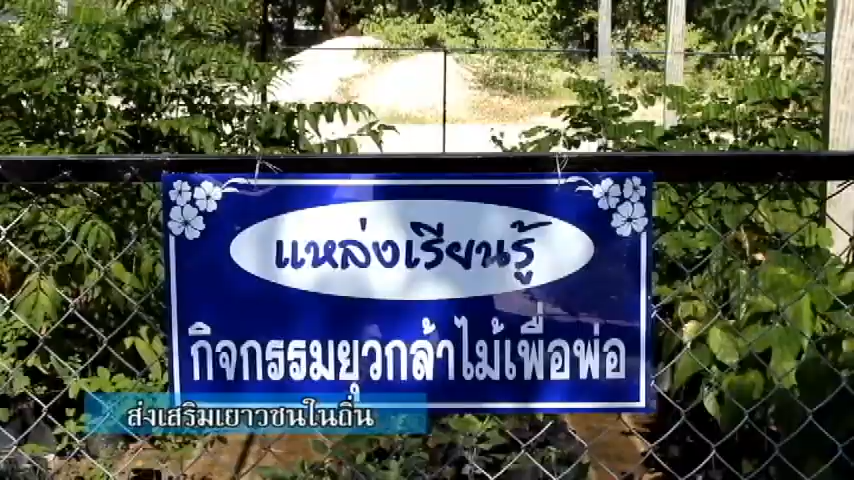 แหล่งเรียนรู้
กิจกรรมยุวกล้าไม้เพื่อพ่อ
ส่งเสริมเยาวชนในถิ่น